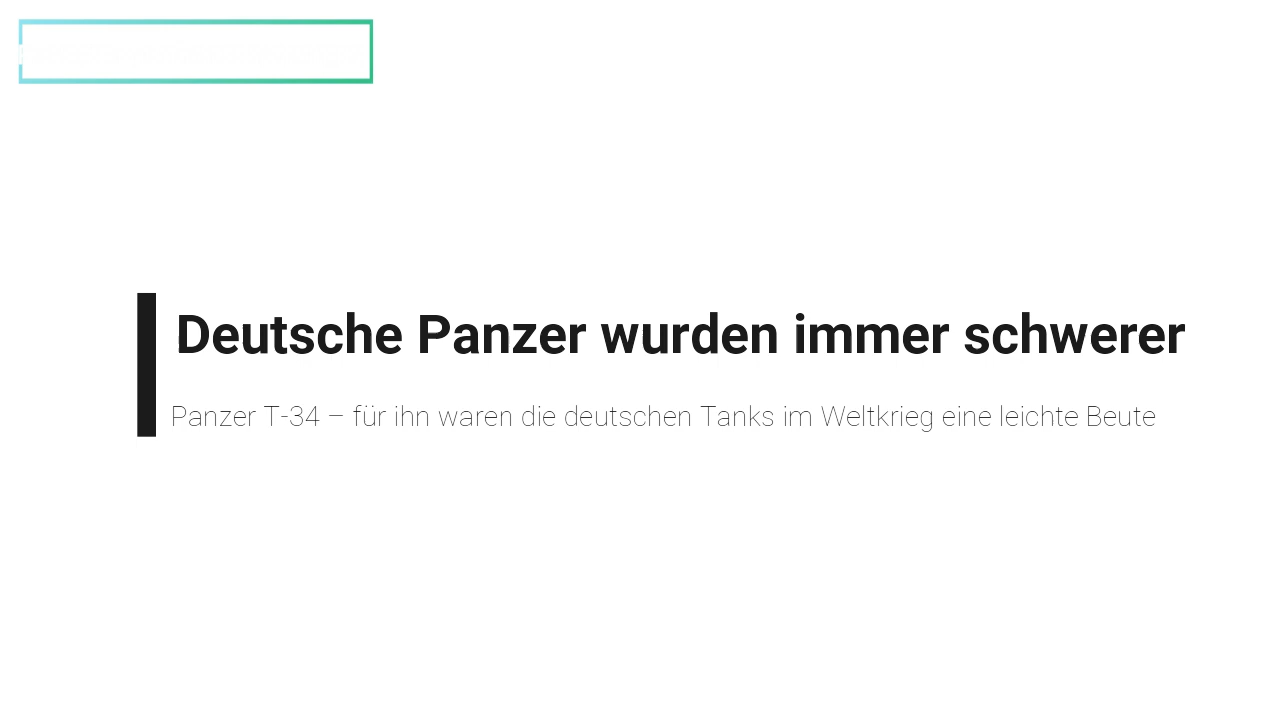 Deutsche Panzer wurden immer schwerer
Panzer T-34 – für ihn waren die deutschen Tanks im Weltkrieg eine leichte Beute